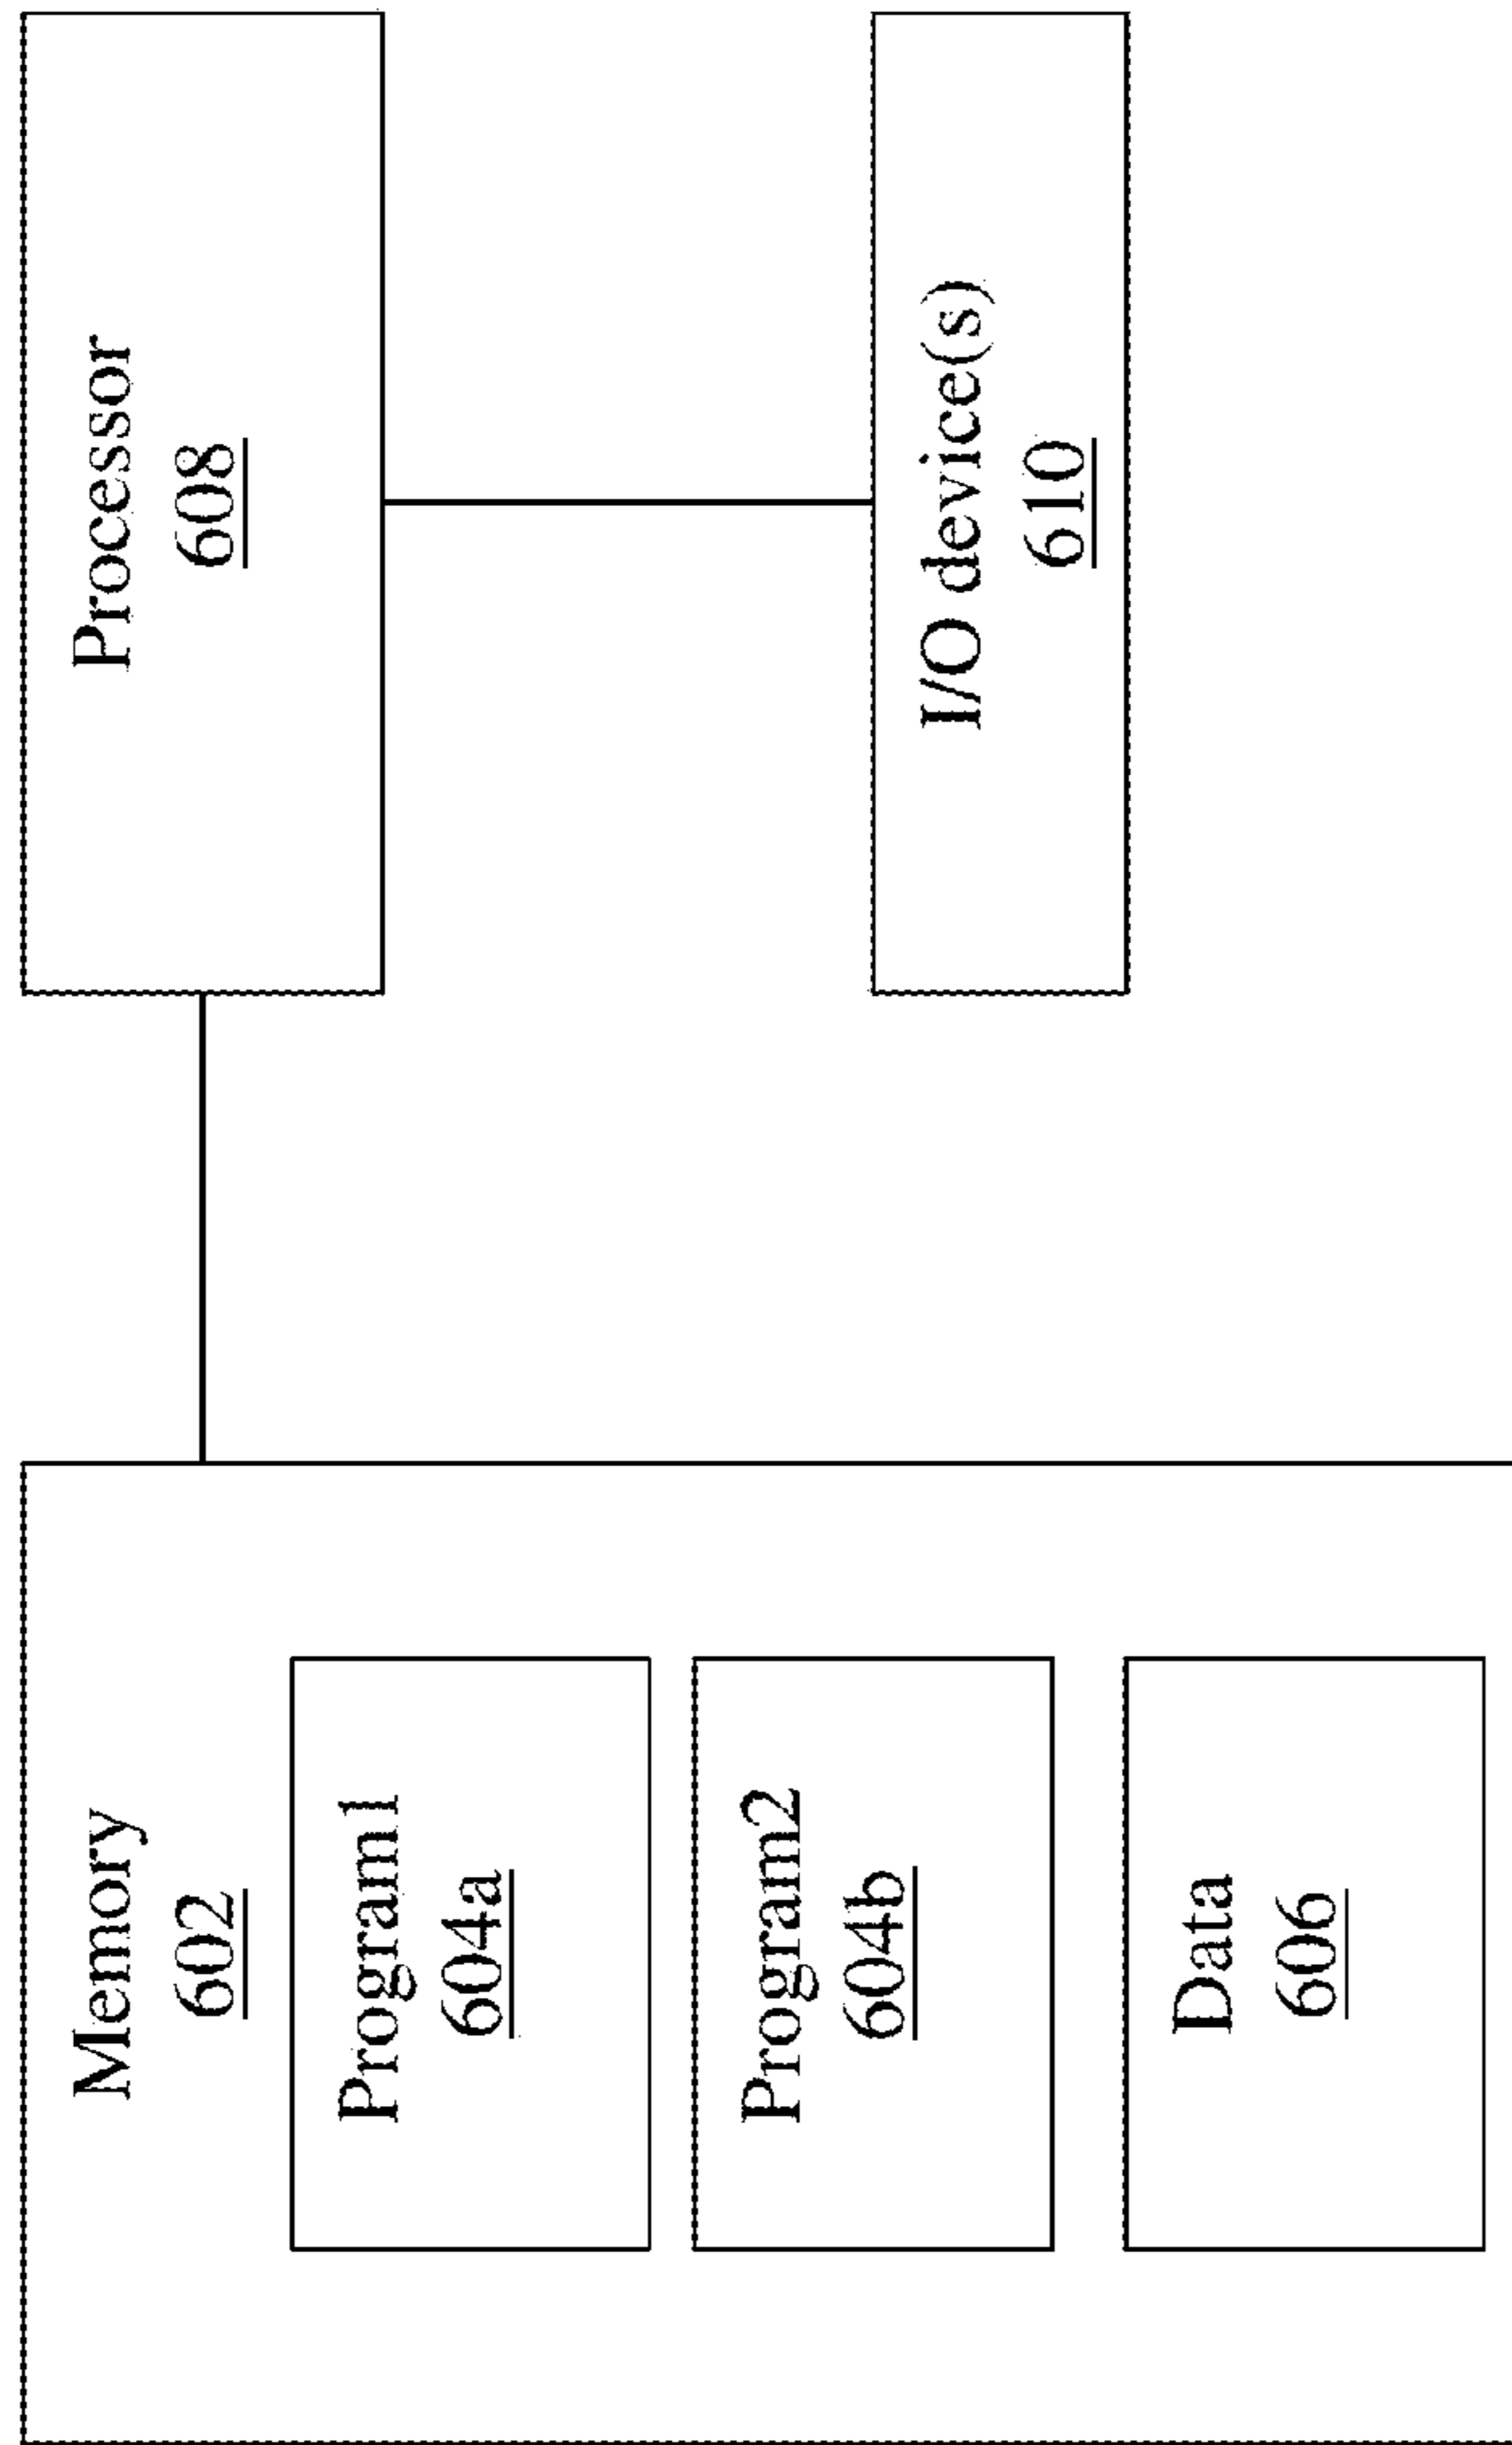 Memory
602
Program1
604a
Program2
604b
Data
606
Processor
608
I/O device(s)
610